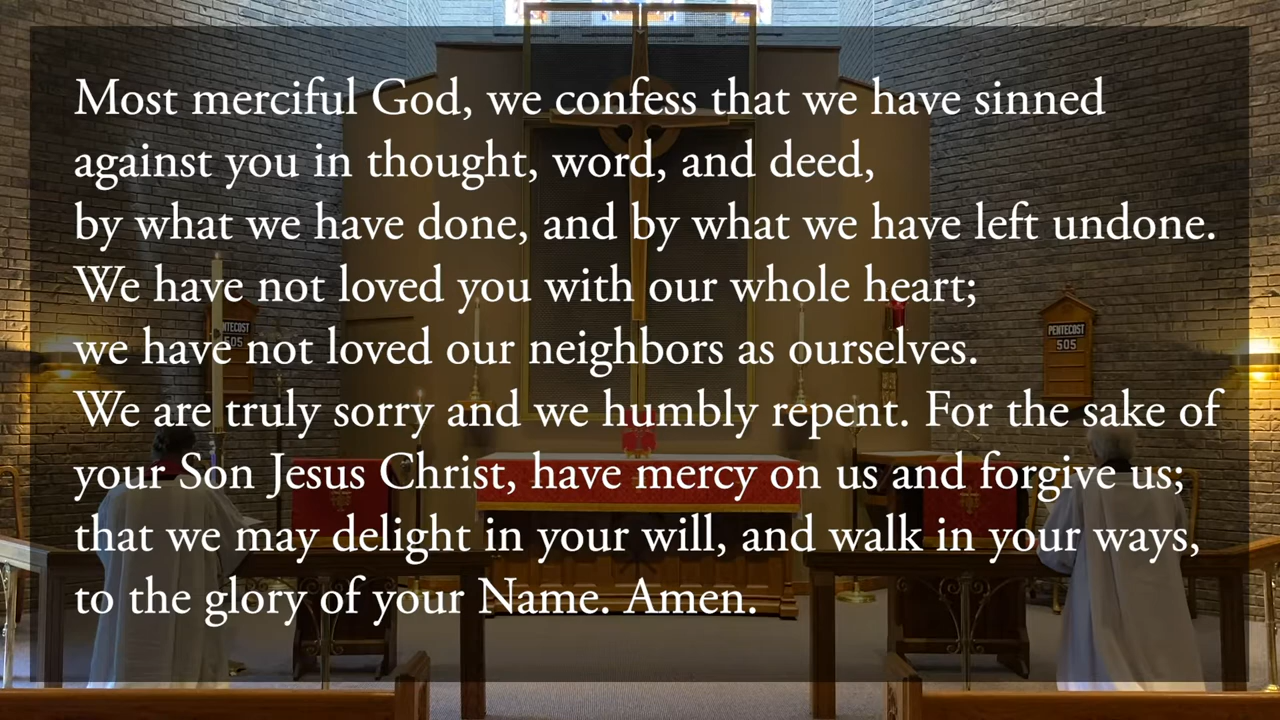 Most merciful God, we confess that we have sinned
against you in thought, word, and deed,
by what we have done, and by what we have left undone.
We have not loved you with our whole heart;
we have not loved our neighbors as ourselves.
We are truly sorry and we humbly repent. For the sake of
your Son Jesus Christ, have mercy on us and forgive us;
that we may delight in your will, and walk in your ways,
to the glory of your Name. Amen.
PENTECOST
505